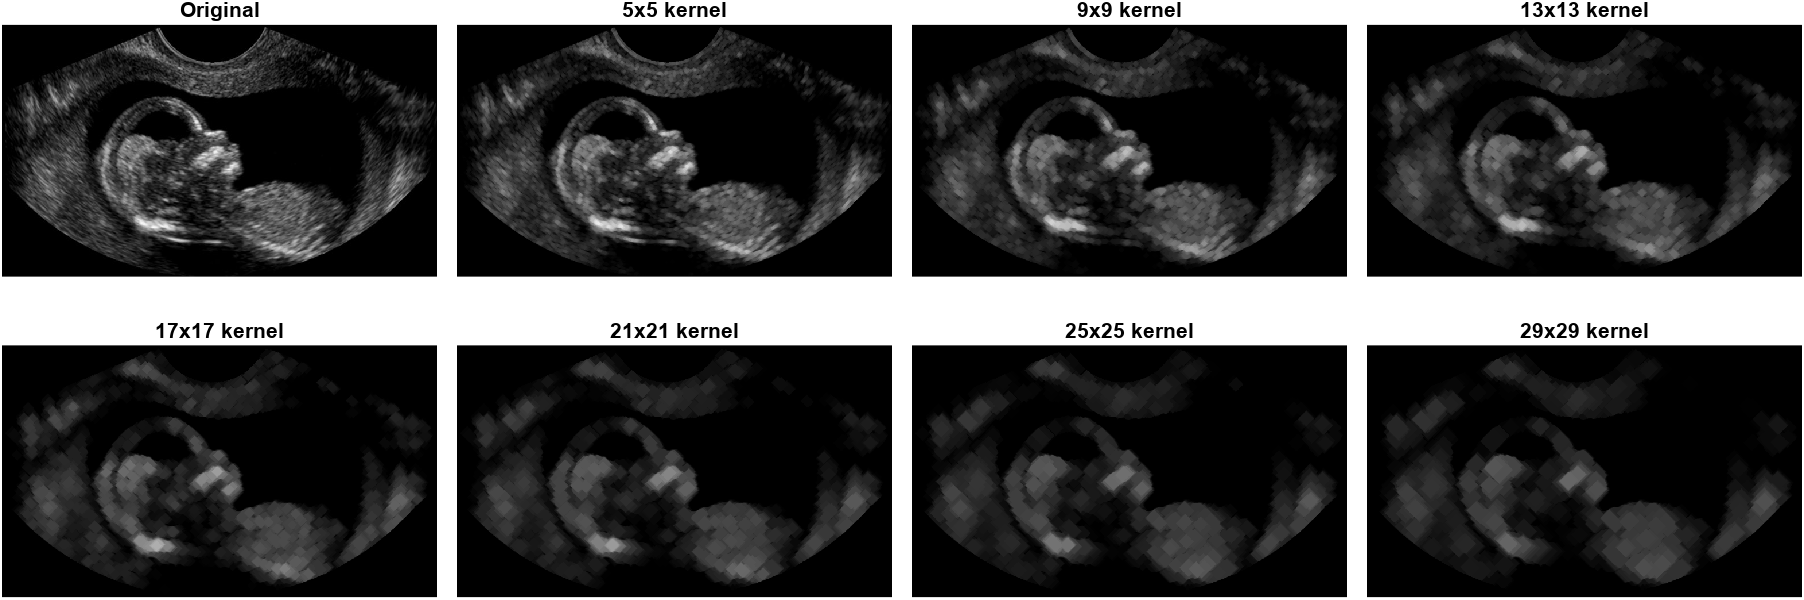 Original
5x5 kernel
9x9 kernel
13x13 kernel
17x17 kernel
21x21 kernel
25x25 kernel
29x29 kernel